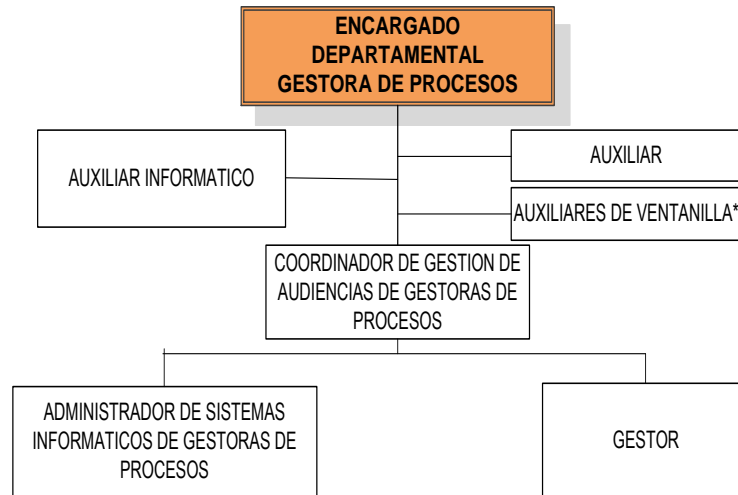 ENCARGADO
DEPARTAMENTAL
GESTORA DE PROCESOS
AUXILIAR INFORMATICO
AUXILIAR
AUXILIARES DE VENTANILLA*
COORDINADOR DE GESTION DE
AUDIENCIAS DE GESTORAS DE
PROCESOS
ADMINISTRADOR DE SISTEMAS
INFORMATICOS DE GESTORAS DE
PROCESOS
GESTOR